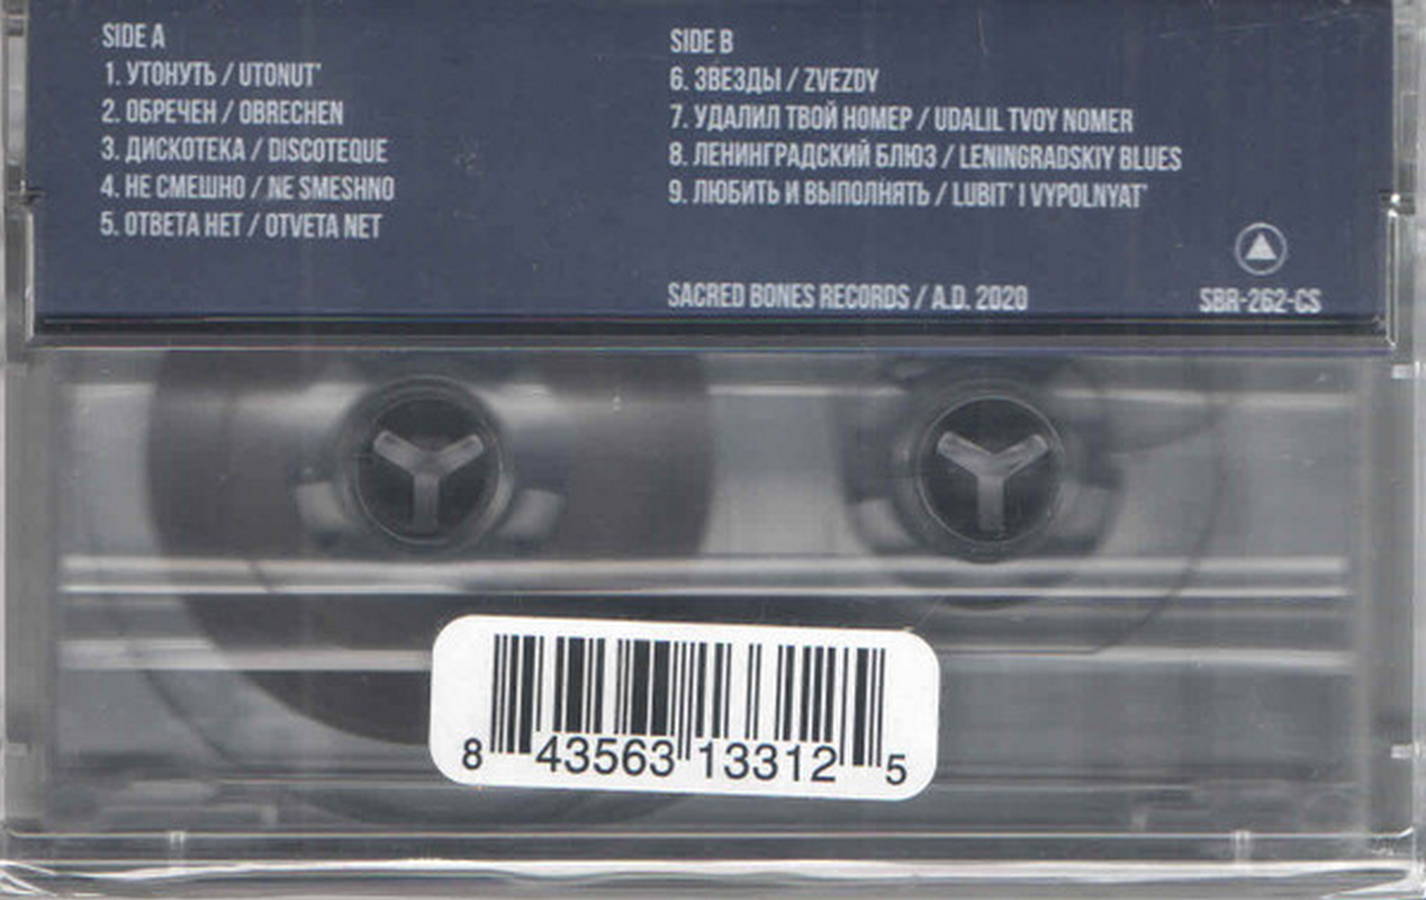 SIDE A
1. УТОНУТЬ / UTONUT'
2. ОБРЕЧЕН / OBRECHEN
3. ДИСКОТЕКА / DISCOTEQUE
4. НЕ СМЕШНО / NE SMESHNO
5. ОТВЕТА НЕТ / OTVETA NET
SIDE B
6. ЗВЕЗДЫ / ZVEZDY
7. УДАЛИЛ ТВОЙ НОМЕР / UDALIL TVOY NOMER
8. ЛЕНИНГРАДСКИЙ БЛЮЗ / LENINGRADSKIY BLUES
9. ЛЮБИТЬ И ВЫПОЛНЯТЬ / LUBIT' I VYPOLNYAT'
SACRED BONES RECORDS / A.D. 2020
SBR-262-CS
8 43563 13312 5